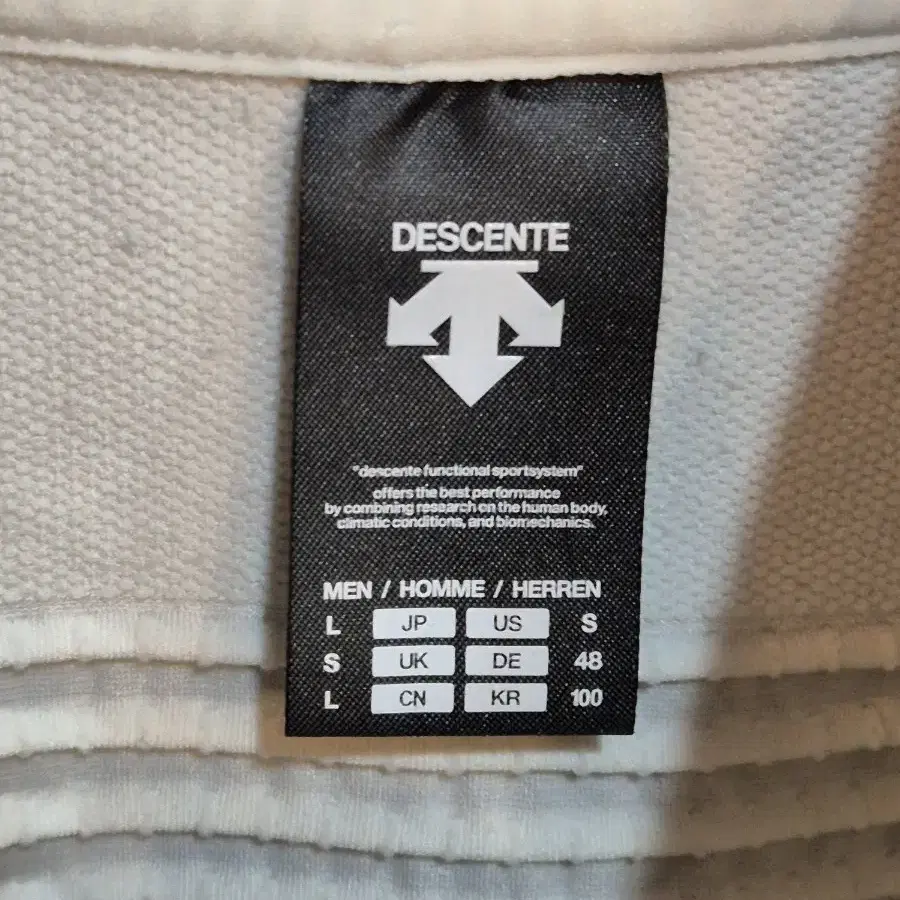 DESCENTE
"descente functional sportsystem"
offers the best performance
by combining research on the human body,
climatic conditions, and biomechanics.
MEN / HOMME / HERREN
L JP US S
S UK DE 48
L CN KR 100